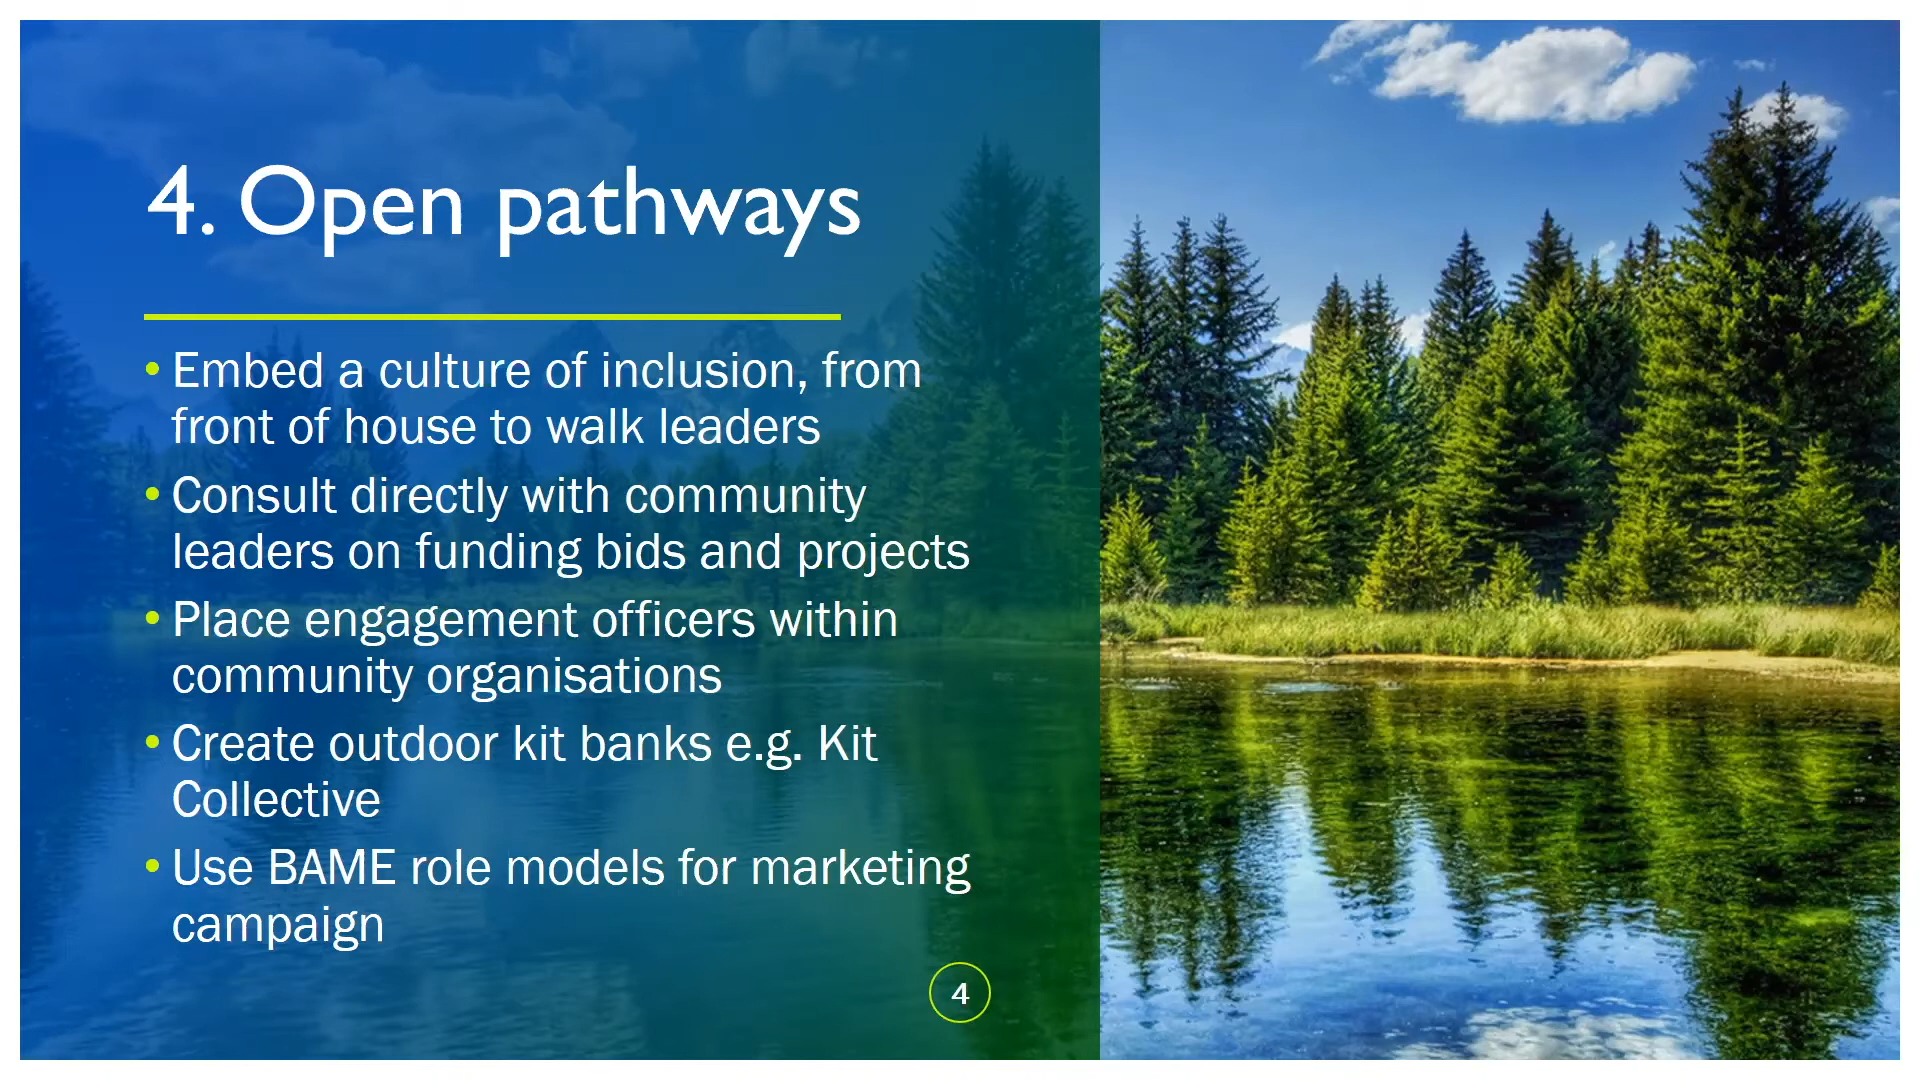 4. Open pathways
• Embed a culture of inclusion, from
front of house to walk leaders
• Consult directly with community
leaders on funding bids and projects
• Place engagement officers within
community organisations
• Create outdoor kit banks e.g. Kit
Collective
• Use BAME role models for marketing
campaign
4